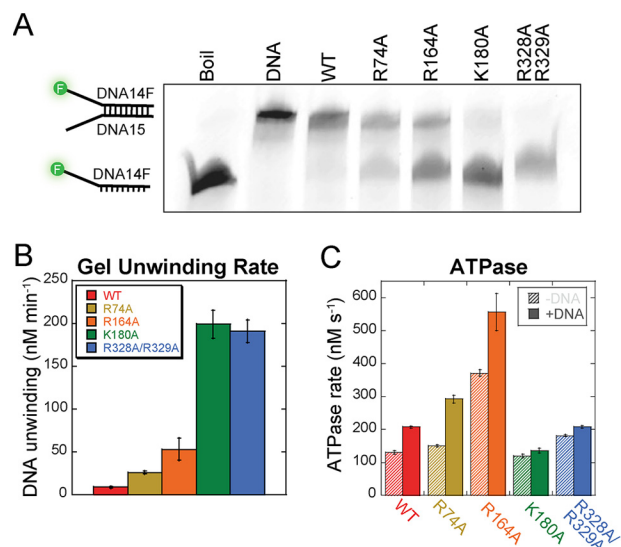 A
Boil
DNA
WT
R74A
R164A
K180A
R328A
R329A
F
DNA14F
DNA15
F
DNA14F
B
Gel Unwinding Rate
DNA unwinding (nM min⁻¹)
250
200
150
100
50
0
WT
R74A
R164A
K180A
R328A/R329A
C
ATPase
ATPase rate (nM s⁻¹)
600
500
400
300
200
100
0
-DNA
+DNA
WT
R74A
R164A
K180A
R328A/
R329A